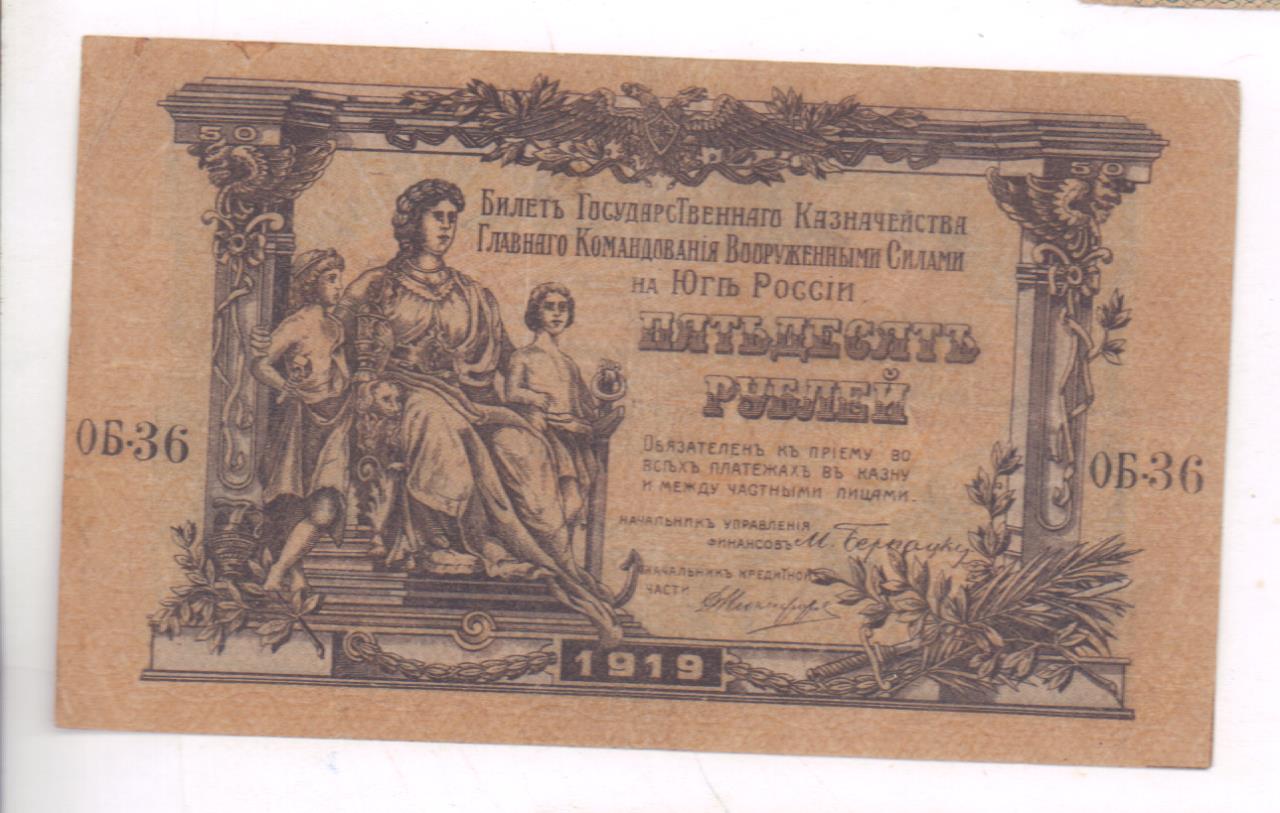 50
50
Билетъ Государственнаго Казначейства
Главнаго Командованія Вооруженными Силами
на Югѣ Россіи
ПЯТЬДЕСЯТЪ
РУБЛЕЙ
Обязателенъ къ пріему во
всѣхъ платежахъ въ казну
и между частными лицами.
ОБ-36
ОБ-36
Начальникъ управленія
финансовъ М. Бернацкій
Начальникъ кредитной
части
1919